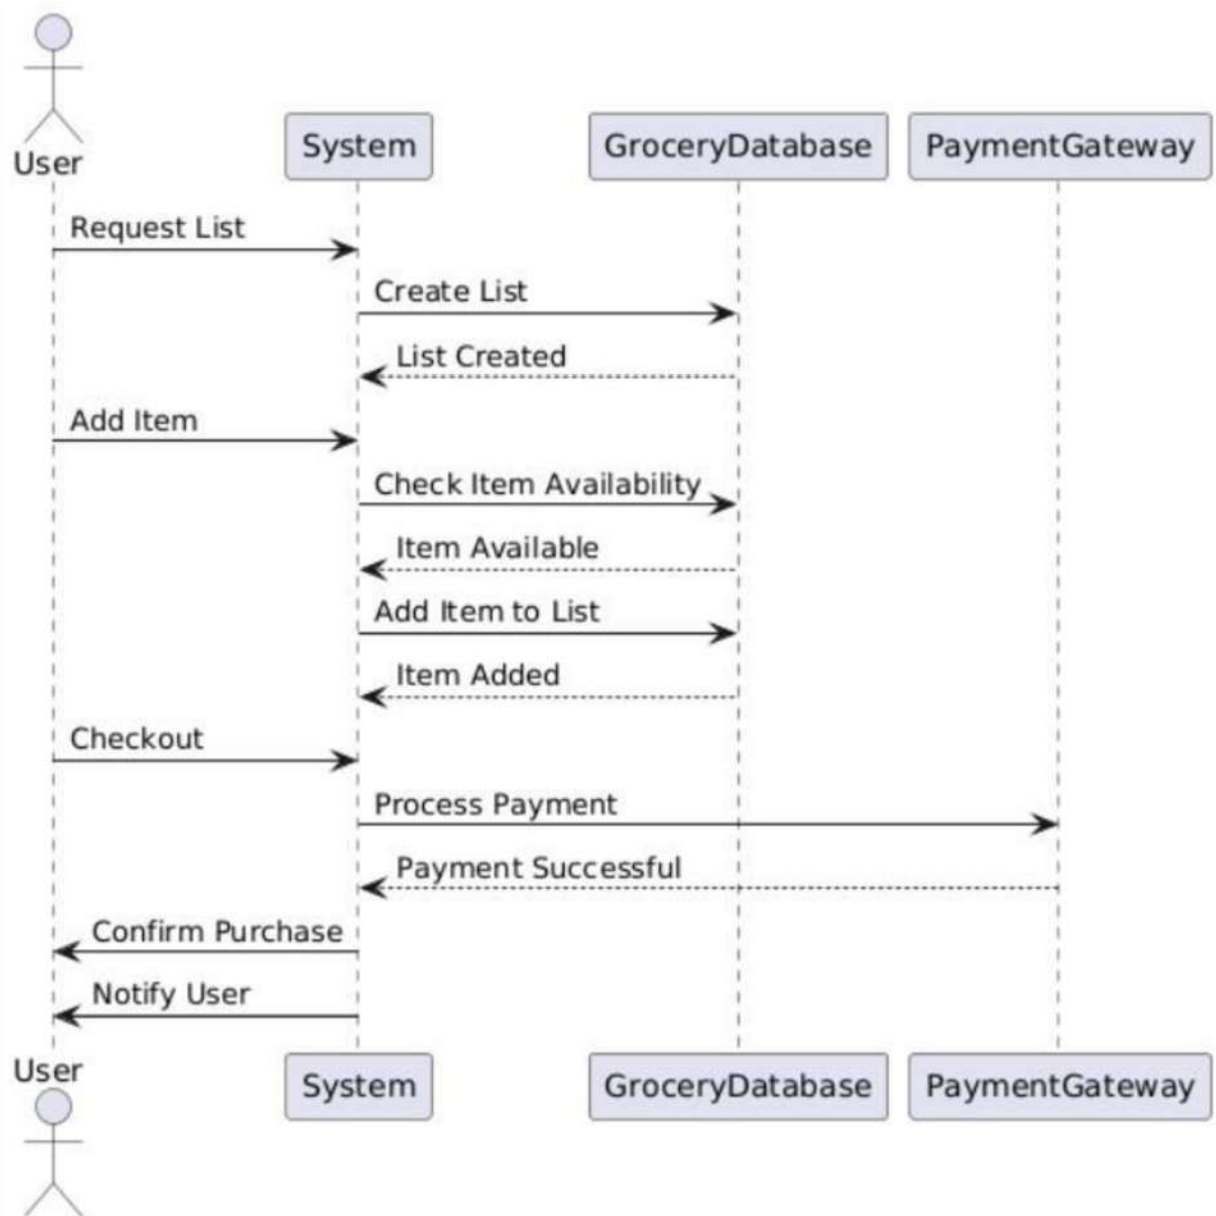 User
System
GroceryDatabase
PaymentGateway
Request List
Create List
List Created
Add Item
Check Item Availability
Item Available
Add Item to List
Item Added
Checkout
Process Payment
Payment Successful
Confirm Purchase
Notify User
User
System
GroceryDatabase
PaymentGateway